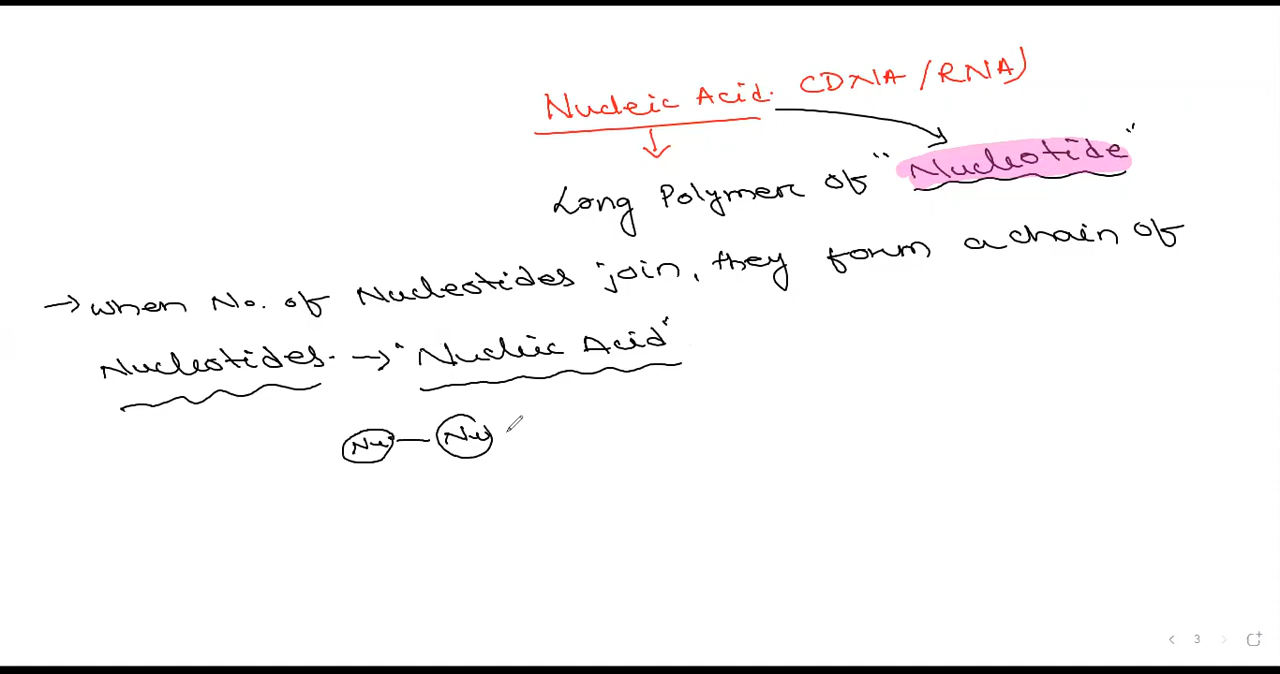 Nucleic Acid. (DNA/RNA)
Long Polymer of "Nucleotide"
→ when No. of Nucleotides join, they form a chain of
Nucleotides. → "Nucleic Acid"
Nu — Nu
3